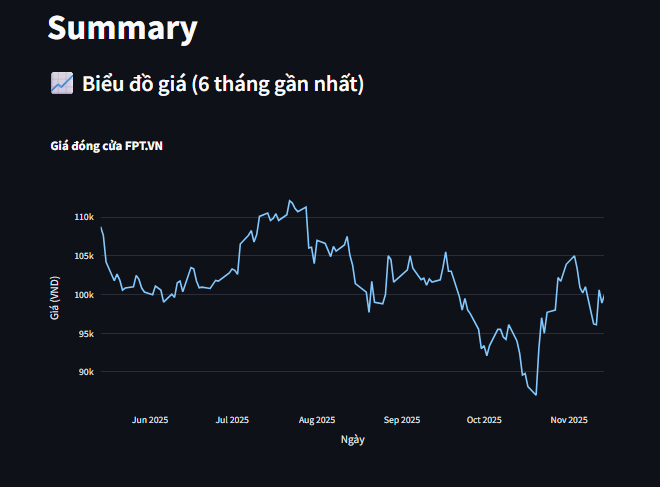 Summary
Biểu đồ giá (6 tháng gần nhất)
Giá đóng cửa FPT.VN
110k
105k
100k
95k
90k
Giá (VND)
Jun 2025 Jul 2025 Aug 2025 Sep 2025 Oct 2025 Nov 2025
Ngày